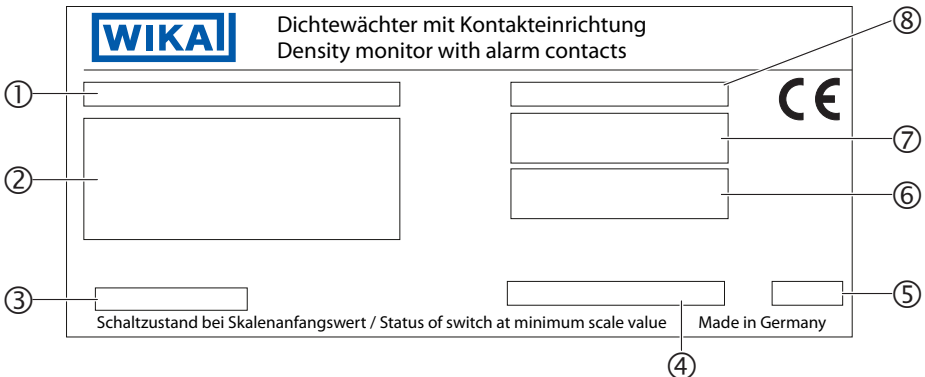 WIKA
Dichtewächter mit Kontakteinrichtung
Density monitor with alarm contacts
⑧
①
CE
⑦
②
⑥
③
⑤
Schaltzustand bei Skalenanfangswert / Status of switch at minimum scale value Made in Germany
④